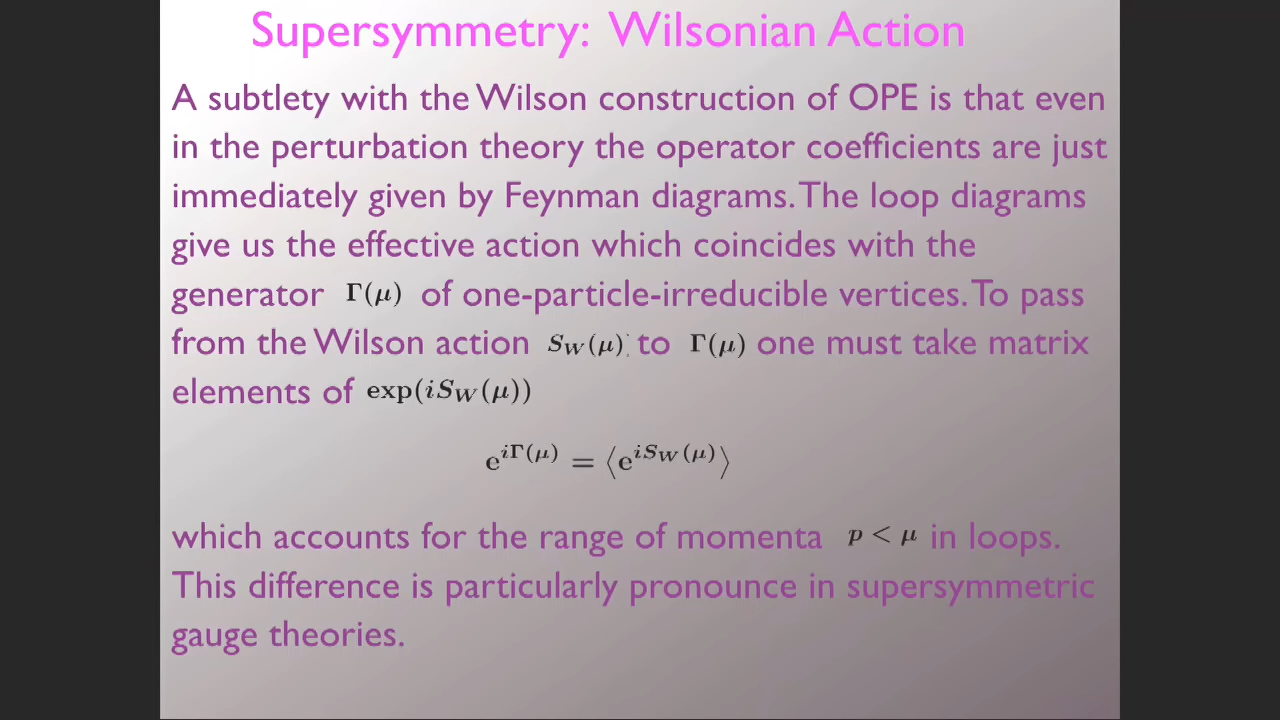 Supersymmetry: Wilsonian Action
A subtlety with the Wilson construction of OPE is that even
in the perturbation theory the operator coefficients are just
immediately given by Feynman diagrams. The loop diagrams
give us the effective action which coincides with the
generator Γ(μ) of one-particle-irreducible vertices. To pass
from the Wilson action S_W(μ) to Γ(μ) one must take matrix
elements of exp(iS_W(μ))
e^{iΓ(μ)} = ⟨e^{iS_W(μ)}⟩
which accounts for the range of momenta p < μ in loops.
This difference is particularly pronounce in supersymmetric
gauge theories.